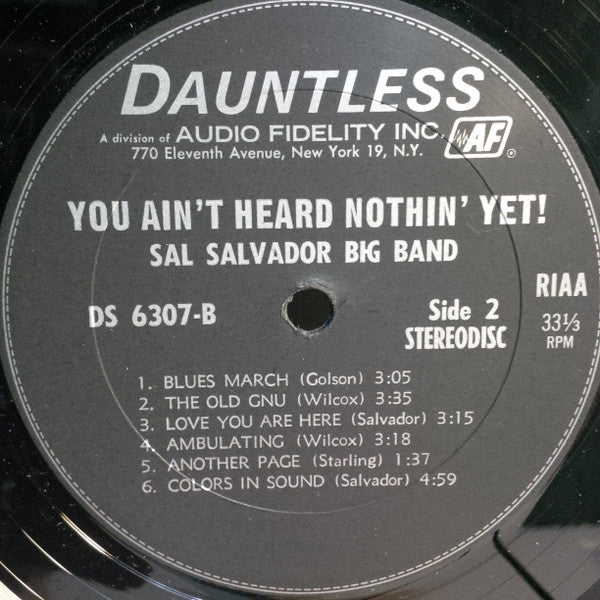 DAUNTLESS
A division of AUDIO FIDELITY INC. AF ®
770 Eleventh Avenue, New York 19, N.Y.
YOU AIN'T HEARD NOTHIN' YET!
SAL SALVADOR BIG BAND
RIAA
DS 6307-B
Side 2
33⅓
STEREODISC
RPM
1. BLUES MARCH (Golson) 3:05
2. THE OLD GNU (Wilcox) 3:35
3. LOVE YOU ARE HERE (Salvador) 3:15
4. AMBULATING (Wilcox) 3:18
5. ANOTHER PAGE (Starling) 1:37
6. COLORS IN SOUND (Salvador) 4:59